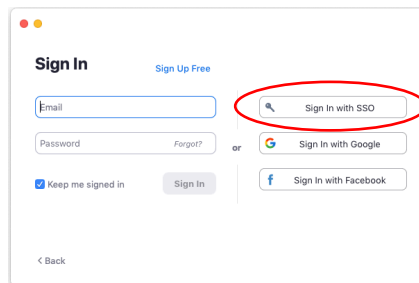 Sign In
Sign Up Free
Email
Password
Forgot?
Keep me signed in
Sign In
or
Sign In with SSO
Sign In with Google
Sign In with Facebook
< Back